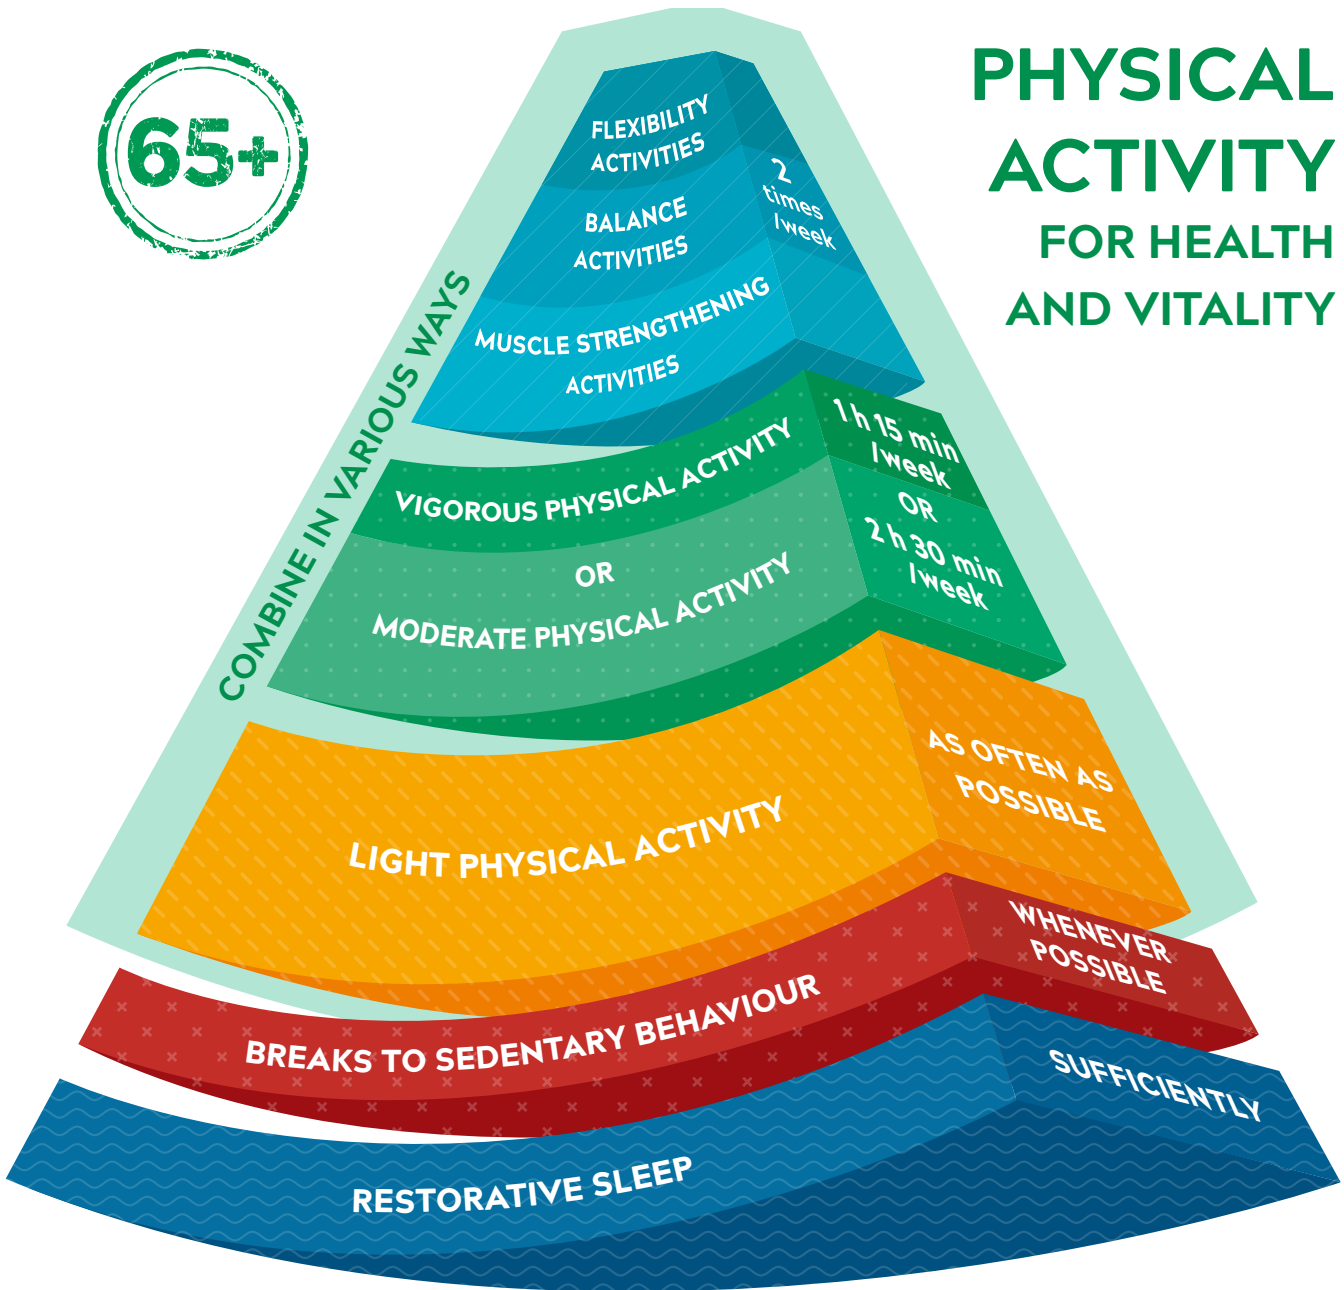 65+
PHYSICAL
ACTIVITY
FOR HEALTH
AND VITALITY
COMBINE IN VARIOUS WAYS
FLEXIBILITY
ACTIVITIES
BALANCE
ACTIVITIES
MUSCLE STRENGTHENING
ACTIVITIES
2
times
/week
VIGOROUS PHYSICAL ACTIVITY
OR
MODERATE PHYSICAL ACTIVITY
1 h 15 min
/week
OR
2 h 30 min
/week
LIGHT PHYSICAL ACTIVITY
AS OFTEN AS
POSSIBLE
BREAKS TO SEDENTARY BEHAVIOUR
WHENEVER
POSSIBLE
RESTORATIVE SLEEP
SUFFICIENTLY